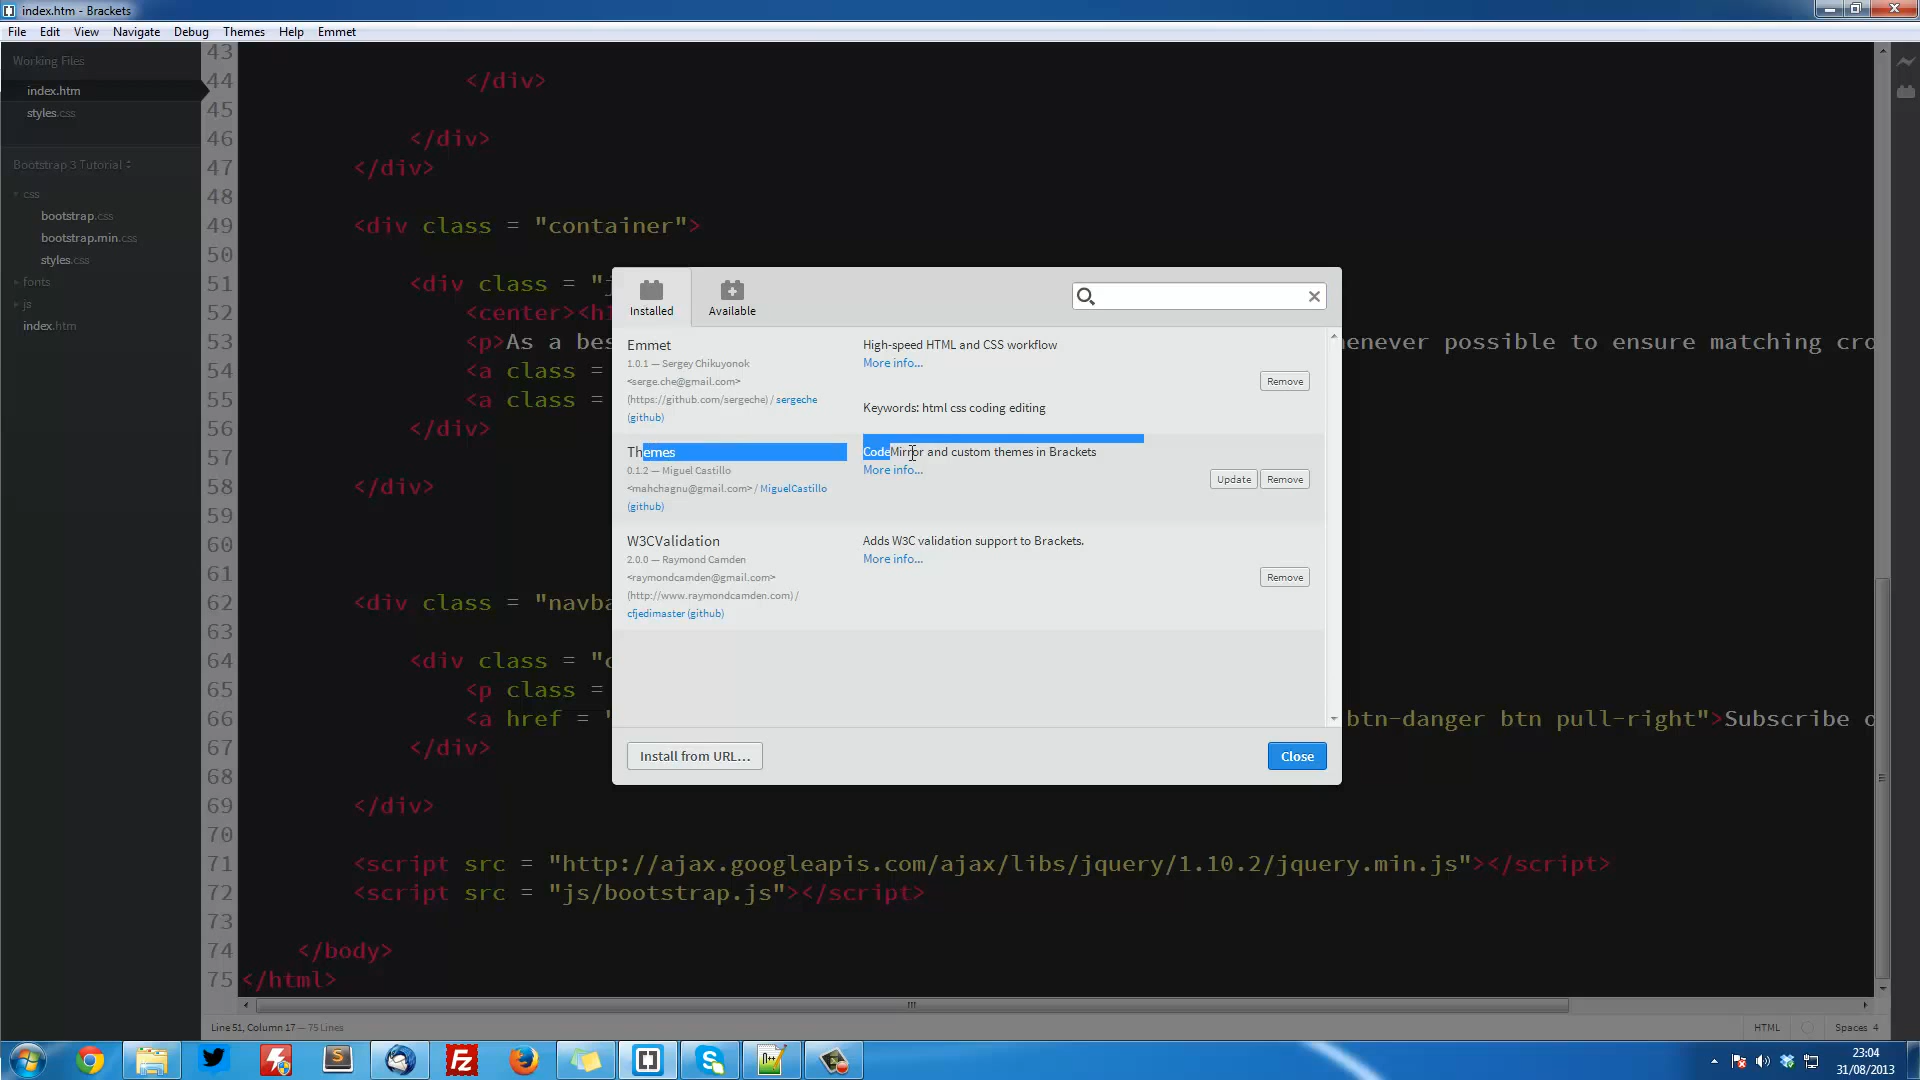 index.htm - Brackets
File Edit View Navigate Debug Themes Help Emmet
Working Files
index.htm
styles.css
Bootstrap 3 Tutorial
css
bootstrap.css
bootstrap.min.css
styles.css
fonts
js
index.htm
43
44 </div>
45
46 </div>
47 </div>
48
49 <div class = "container">
50
51 <div class = "j
52 <center><h1
53 <p>As a bes
henever possible to ensure matching cro
54 <a class =
55 <a class =
56 </div>
57
58 </div>
59
60
61
62 <div class = "navba
63
64 <div class = "c
65 <p class =
66 <a href = "
btn-danger btn pull-right">Subscribe o
67 </div>
68
69 </div>
70
71 <script src = "http://ajax.googleapis.com/ajax/libs/jquery/1.10.2/jquery.min.js"></script>
72 <script src = "js/bootstrap.js"></script>
73
74 </body>
75 </html>
Installed
Available
Emmet
1.0.1 — Sergey Chikuyonok
<serge.che@gmail.com>
(https://github.com/sergeche) / sergeche
(github)
High-speed HTML and CSS workflow
More info...
Keywords: html css coding editing
Remove
Themes
0.1.2 — Miguel Castillo
<mahchagnu@gmail.com> / MiguelCastillo
(github)
CodeMirror and custom themes in Brackets
More info...
Update Remove
W3CValidation
2.0.0 — Raymond Camden
<raymondcamden@gmail.com>
(http://www.raymondcamden.com) /
cfjedimaster (github)
Adds W3C validation support to Brackets.
More info...
Remove
Install from URL...
Close
Line 51, Column 17 — 75 Lines
HTML
Spaces 4
23:04
31/08/2013